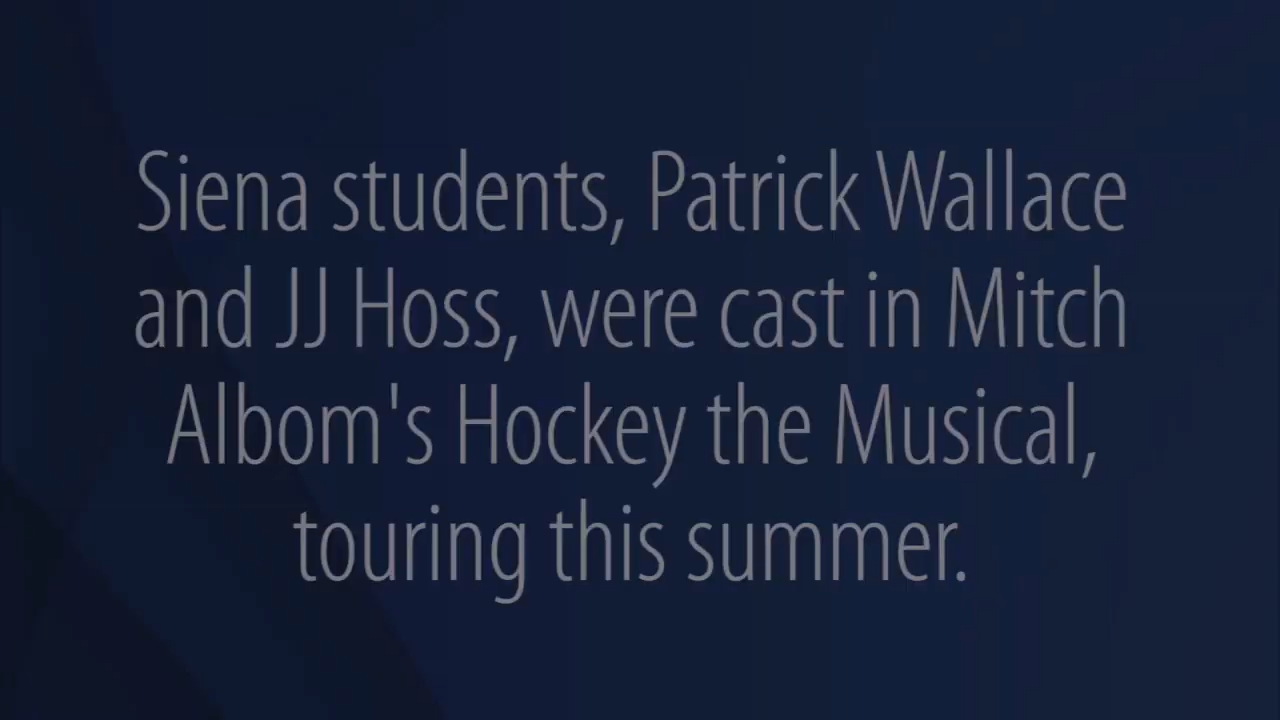 Siena students, Patrick Wallace
and JJ Hoss, were cast in Mitch
Albom's Hockey the Musical,
touring this summer.